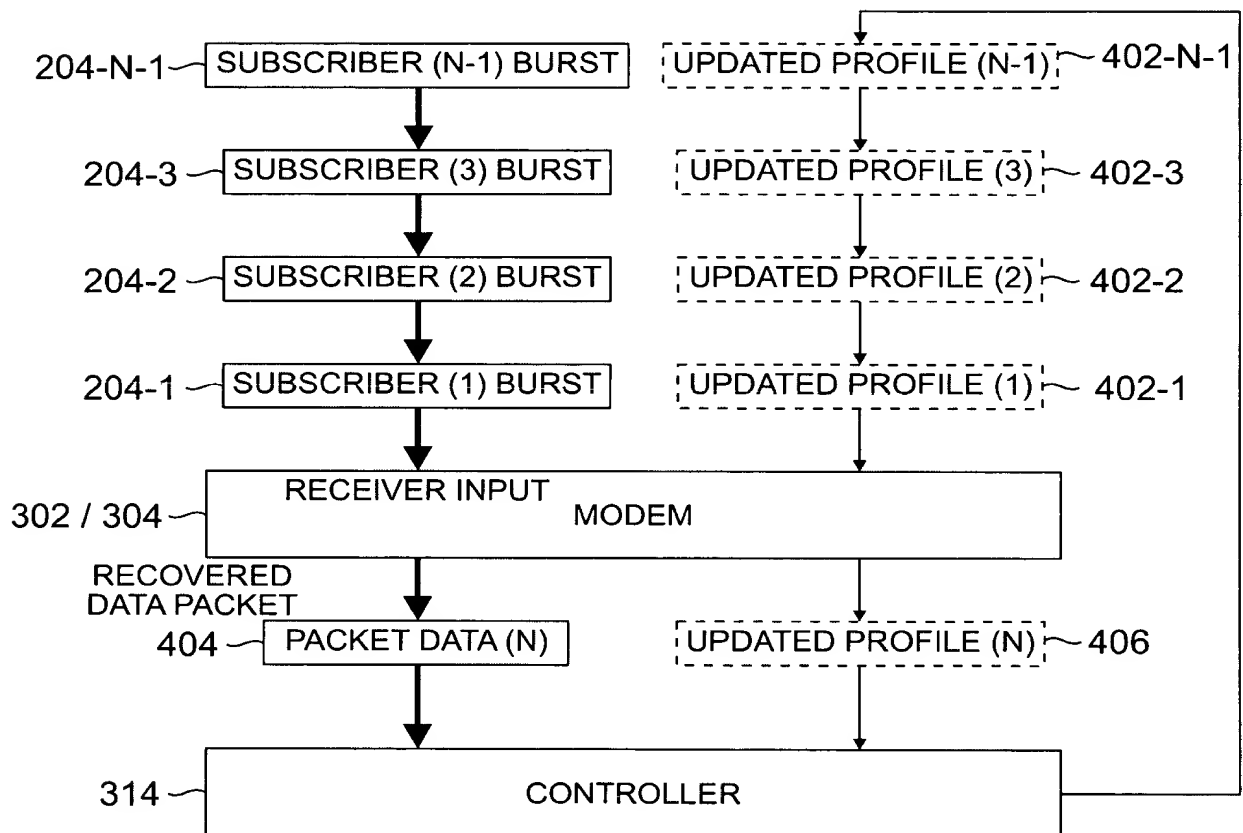 204-N-1 SUBSCRIBER (N-1) BURST UPDATED PROFILE (N-1) 402-N-1
204-3 SUBSCRIBER (3) BURST UPDATED PROFILE (3) 402-3
204-2 SUBSCRIBER (2) BURST UPDATED PROFILE (2) 402-2
204-1 SUBSCRIBER (1) BURST UPDATED PROFILE (1) 402-1
RECEIVER INPUT
302 / 304 MODEM
RECOVERED
DATA PACKET
404 PACKET DATA (N) UPDATED PROFILE (N) 406
314 CONTROLLER